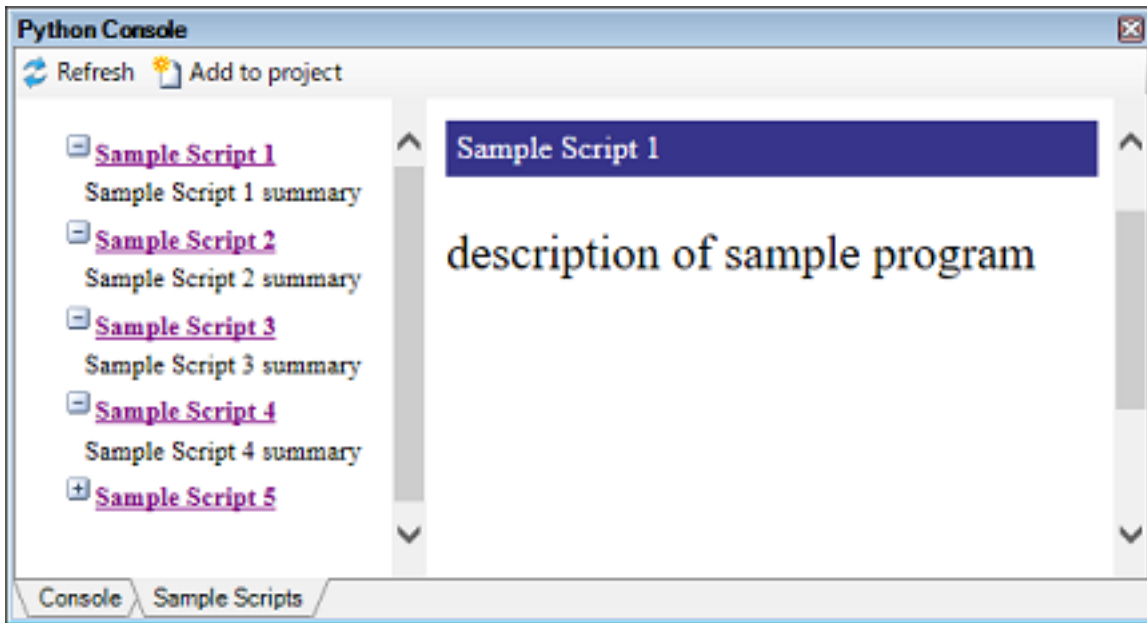 Python Console
Refresh Add to project
Sample Script 1
Sample Script 1 summary
Sample Script 2
Sample Script 2 summary
Sample Script 3
Sample Script 3 summary
Sample Script 4
Sample Script 4 summary
Sample Script 5
Sample Script 1
description of sample program
Console Sample Scripts